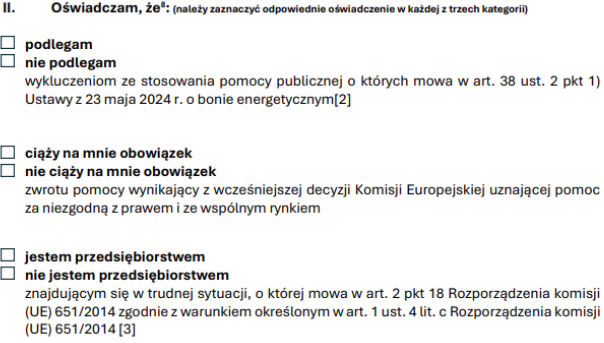 II. Oświadczam, że⁸: (należy zaznaczyć odpowiednie oświadczenie w każdej z trzech kategorii)
podlegam
nie podlegam
wykluczeniom ze stosowania pomocy publicznej o których mowa w art. 38 ust. 2 pkt 1)
Ustawy z 23 maja 2024 r. o bonie energetycznym[2]
ciąży na mnie obowiązek
nie ciąży na mnie obowiązek
zwrotu pomocy wynikający z wcześniejszej decyzji Komisji Europejskiej uznającej pomoc
za niezgodną z prawem i ze wspólnym rynkiem
jestem przedsiębiorstwem
nie jestem przedsiębiorstwem
znajdującym się w trudnej sytuacji, o której mowa w art. 2 pkt 18 Rozporządzenia komisji
(UE) 651/2014 zgodnie z warunkiem określonym w art. 1 ust. 4 lit. c Rozporządzenia komisji
(UE) 651/2014 [3]